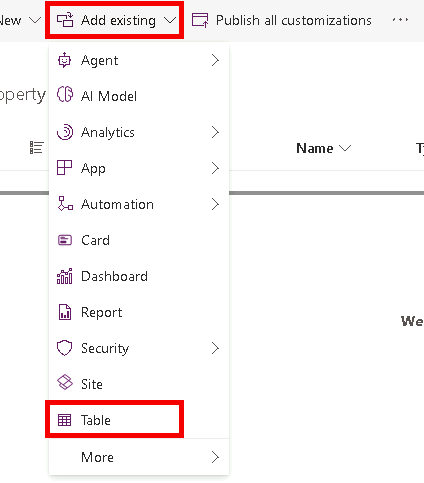 New Add existing Publish all customizations ...
operty
Agent
AI Model
Analytics
Name
App
Automation
Card
Dashboard
Report
We
Security
Site
Table
More